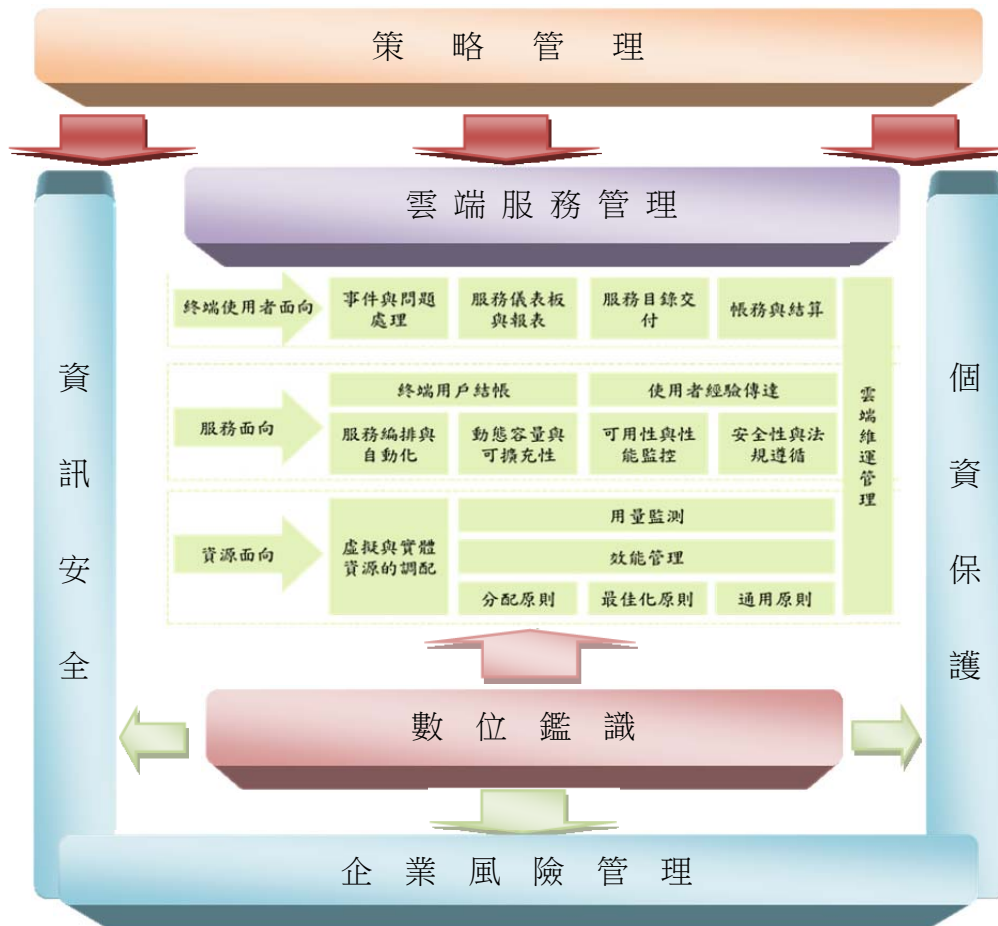 策略管理
雲端服務管理
資訊安全
個資保護
終端使用者面向
事件與問題
處理
服務儀表板
與報表
服務目錄交
付
帳務與結算
雲端維運管理
服務面向
終端用戶結帳
使用者經驗傳達
服務編排與
自動化
動態容量與
可擴充性
可用性與性
能監控
安全性與法
規遵循
資源面向
虛擬與實體
資源的調配
用量監測
效能管理
分配原則
最佳化原則
通用原則
數位鑑識
企業風險管理